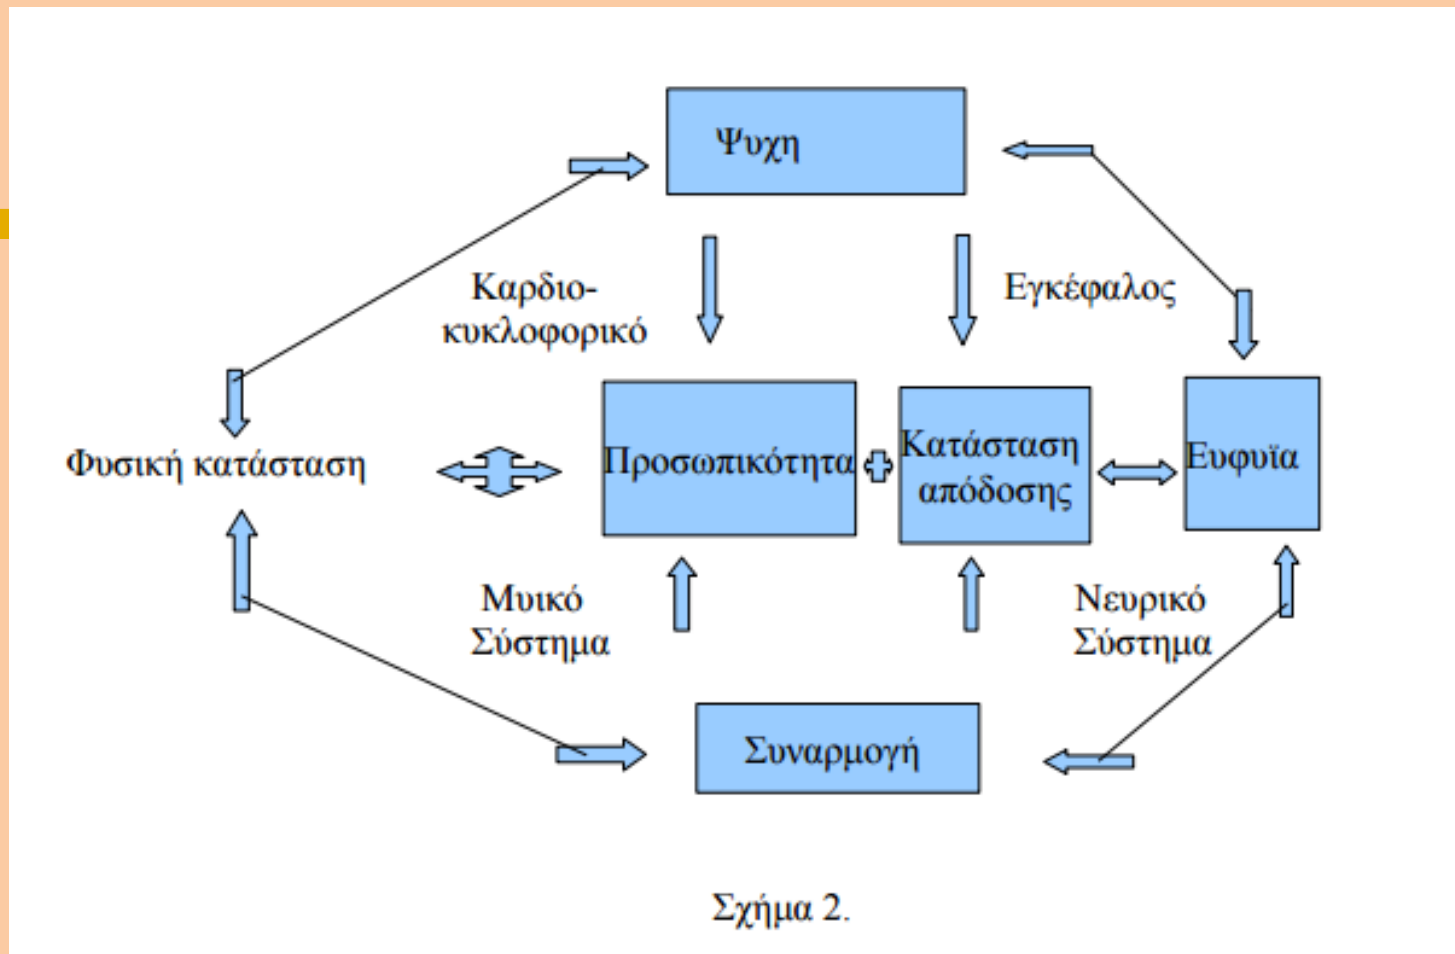 Ψυχη
Καρδιο-
κυκλοφορικό
Εγκέφαλος
Φυσική κατάσταση
Προσωπικότητα
Κατάσταση
απόδοσης
Ευφυϊα
Μυικό
Σύστημα
Νευρικό
Σύστημα
Συναρμογή
Σχήμα 2.